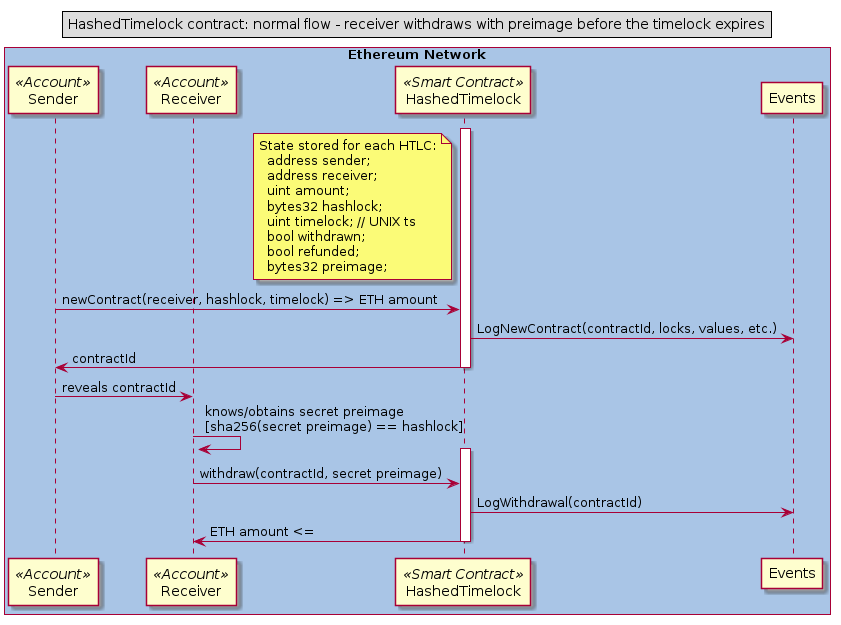 HashedTimelock contract: normal flow - receiver withdraws with preimage before the timelock expires
Ethereum Network
«Account»
Sender
«Account»
Receiver
«Smart Contract»
HashedTimelock
Events
State stored for each HTLC:
address sender;
address receiver;
uint amount;
bytes32 hashlock;
uint timelock; // UNIX ts
bool withdrawn;
bool refunded;
bytes32 preimage;
newContract(receiver, hashlock, timelock) => ETH amount
LogNewContract(contractId, locks, values, etc.)
contractId
reveals contractId
knows/obtains secret preimage
[sha256(secret preimage) == hashlock]
withdraw(contractId, secret preimage)
LogWithdrawal(contractId)
ETH amount <=
«Account»
Sender
«Account»
Receiver
«Smart Contract»
HashedTimelock
Events